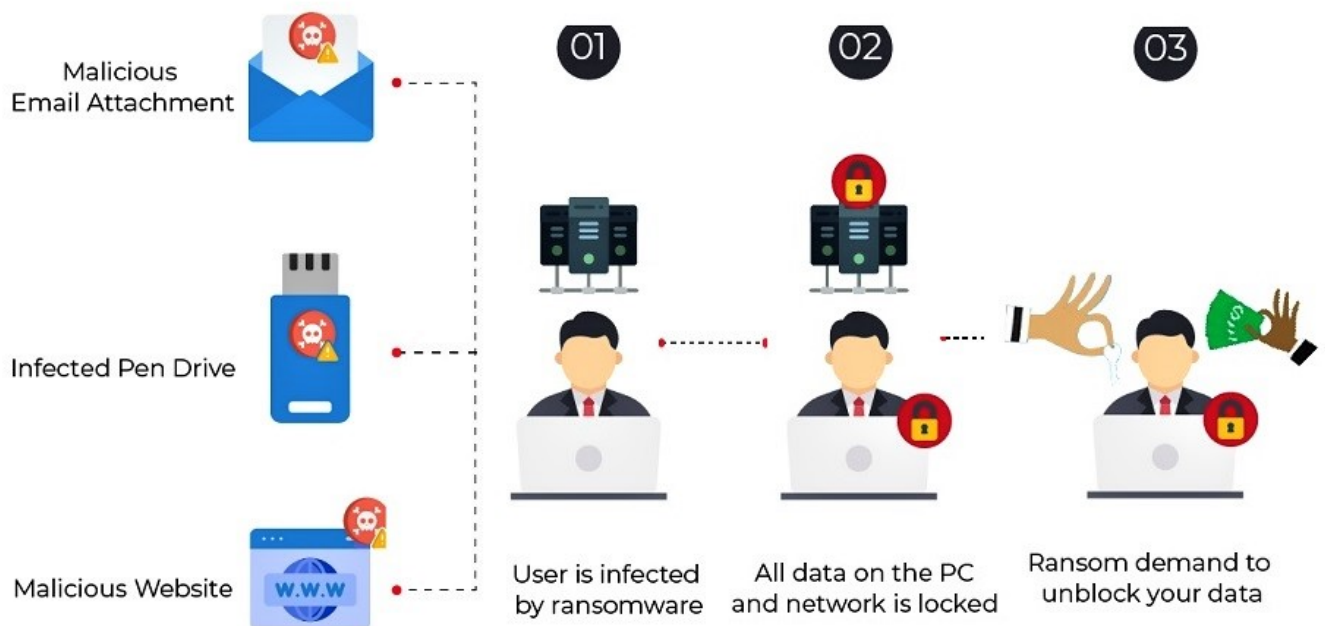 Malicious
Email Attachment
Infected Pen Drive
Malicious Website
W.W.W
01
User is infected
by ransomware
02
All data on the PC
and network is locked
03
$
Ransom demand to
unblock your data